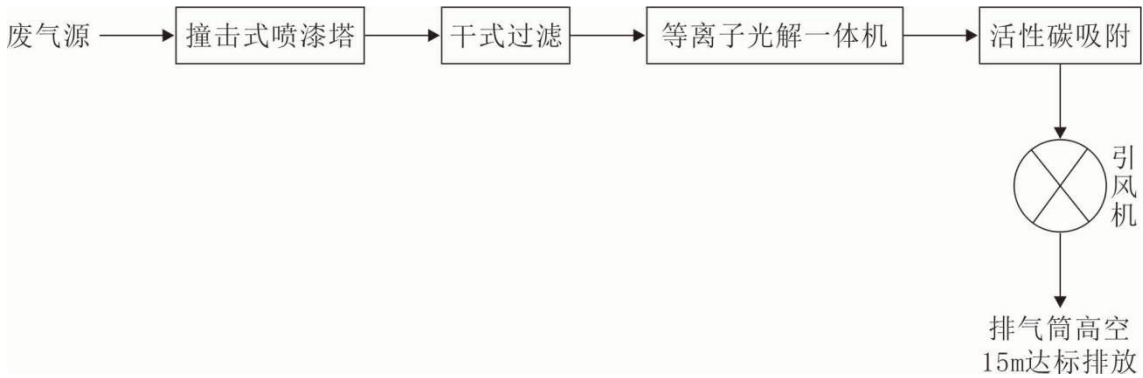 废气源
撞击式喷漆塔
干式过滤
等离子光解一体机
活性碳吸附
引风机
排气筒高空
15m达标排放